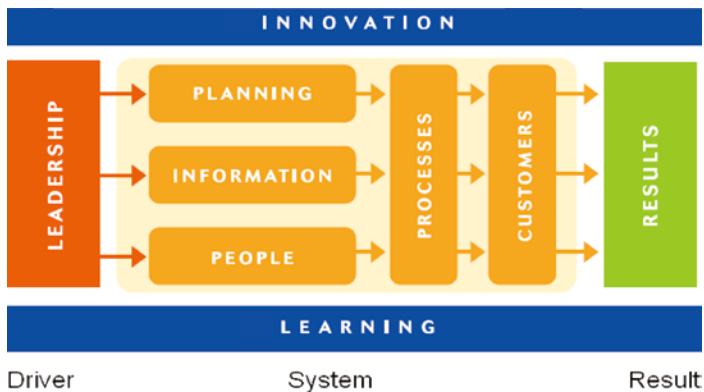 INNOVATION
LEADERSHIP
PLANNING
INFORMATION
PEOPLE
PROCESSES
CUSTOMERS
RESULTS
LEARNING
Driver
System
Result